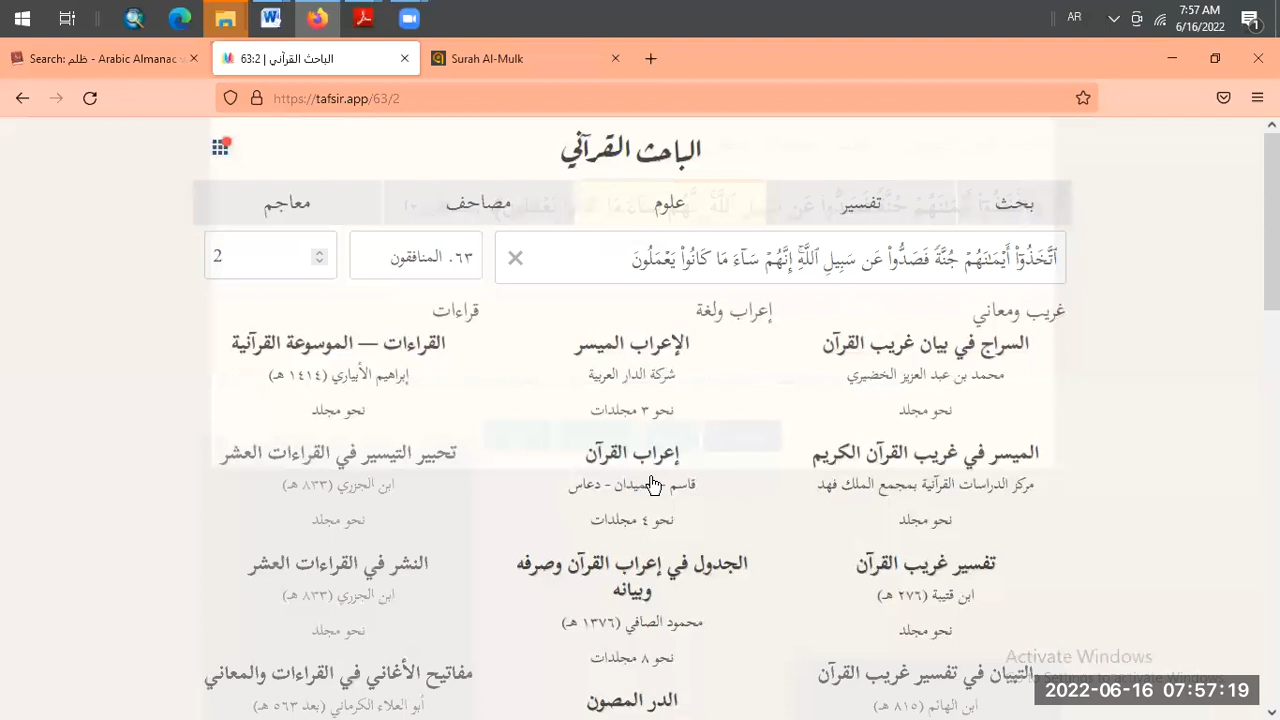 AR
7:57 AM
6/16/2022
Search: ظلم - Arabic Almanac
63:2 | الباحث القرآني
Surah Al-Mulk
https://tafsir.app/63/2
الباحث القرآني
بحث
تفسير
علوم
مصاحف
معاجم
ٱتَّخَذُوٓا۟ أَيْمَـٰنَهُمْ جُنَّةً فَصَدُّوا۟ عَن سَبِيلِ ٱللَّهِۚ إِنَّهُمْ سَآءَ مَا كَانُوا۟ يَعْمَلُونَ
٦٣. المنافقون
2
غريب ومعاني
السراج في بيان غريب القرآن
محمد بن عبد العزيز الخضيري
نحو مجلد
الميسر في غريب القرآن الكريم
مركز الدراسات القرآنية بمجمع الملك فهد
نحو مجلد
تفسير غريب القرآن
ابن قتيبة (٢٧٦ هـ)
نحو مجلد
التبيان في تفسير غريب القرآن
ابن الهائم (٨١٥ هـ)
إعراب ولغة
الإعراب الميسر
شركة الدار العربية
نحو ٣ مجلدات
إعراب القرآن
قاسم - حميدان - دعاس
نحو ٤ مجلدات
الجدول في إعراب القرآن وصرفه
وبيانه
محمود الصافي (١٣٧٦ هـ)
نحو ٨ مجلدات
الدر المصون
قراءات
القراءات — الموسوعة القرآنية
إبراهيم الأبياري (١٤١٤ هـ)
نحو مجلد
تحبير التيسير في القراءات العشر
ابن الجزري (٨٣٣ هـ)
نحو مجلد
النشر في القراءات العشر
ابن الجزري (٨٣٣ هـ)
نحو مجلد
مفاتيح الأغاني في القراءات والمعاني
أبو العلاء الكرماني (بعد ٥٦٣ هـ)
Activate Windows
2022-06-16 07:57:19